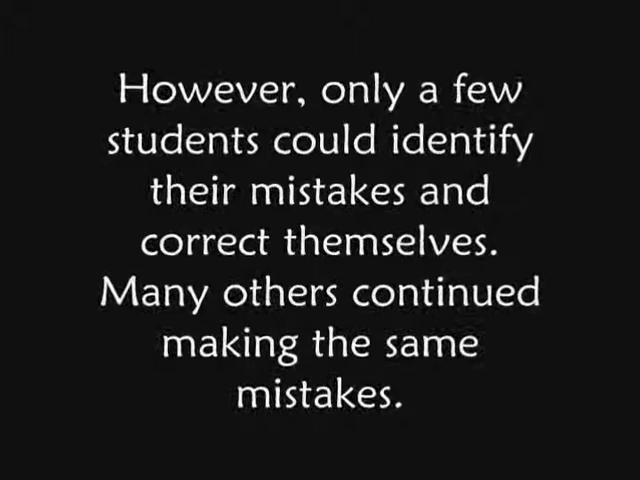 However, only a few
students could identify
their mistakes and
correct themselves.
Many others continued
making the same
mistakes.